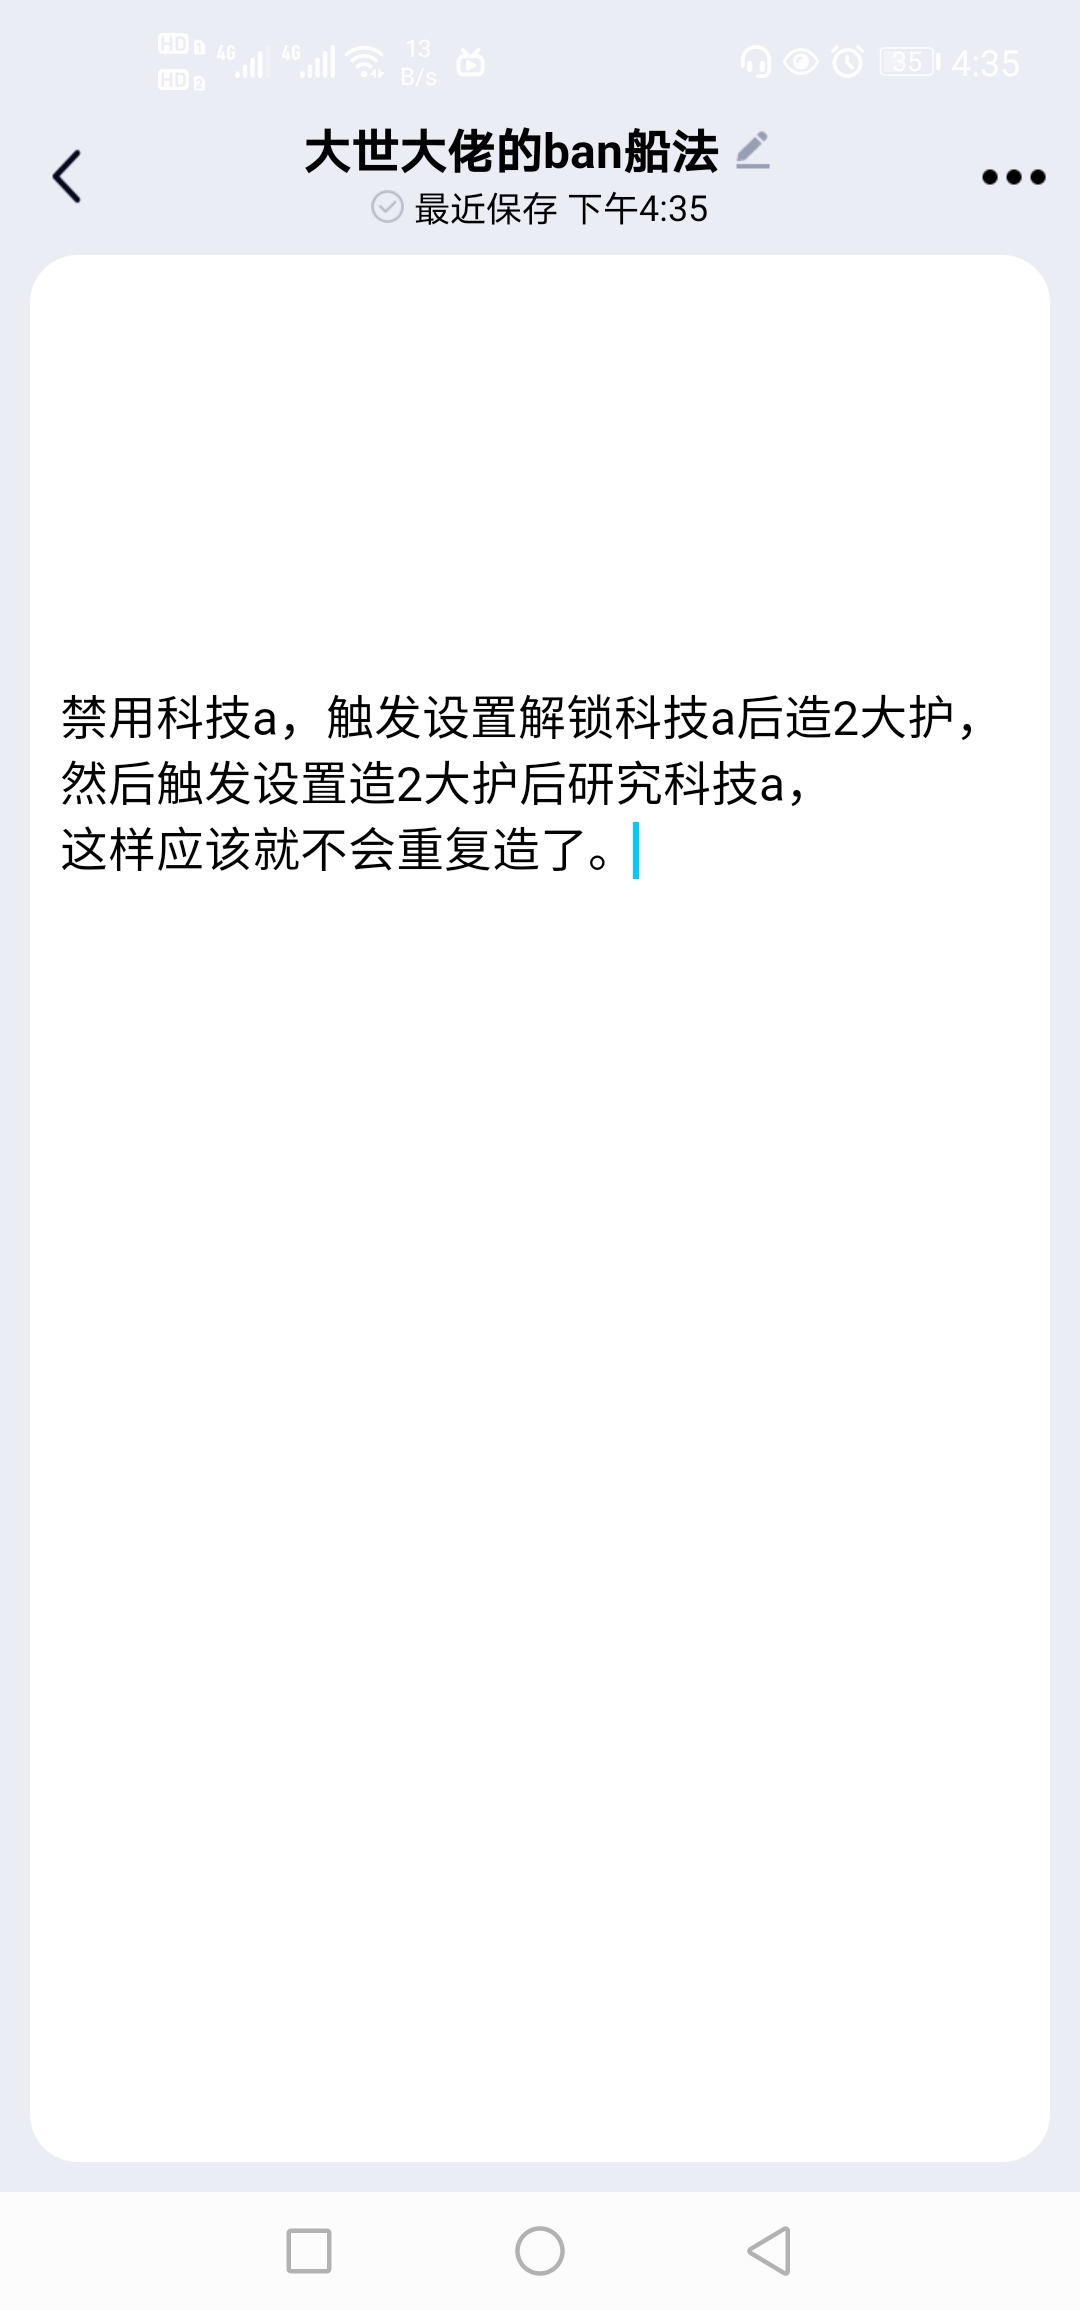 HD 1 4G 4G 13 35 4:35
HD 2 B/s
大世大佬的ban船法
最近保存 下午4:35
禁用科技a，触发设置解锁科技a后造2大护，
然后触发设置造2大护后研究科技a，
这样应该就不会重复造了。